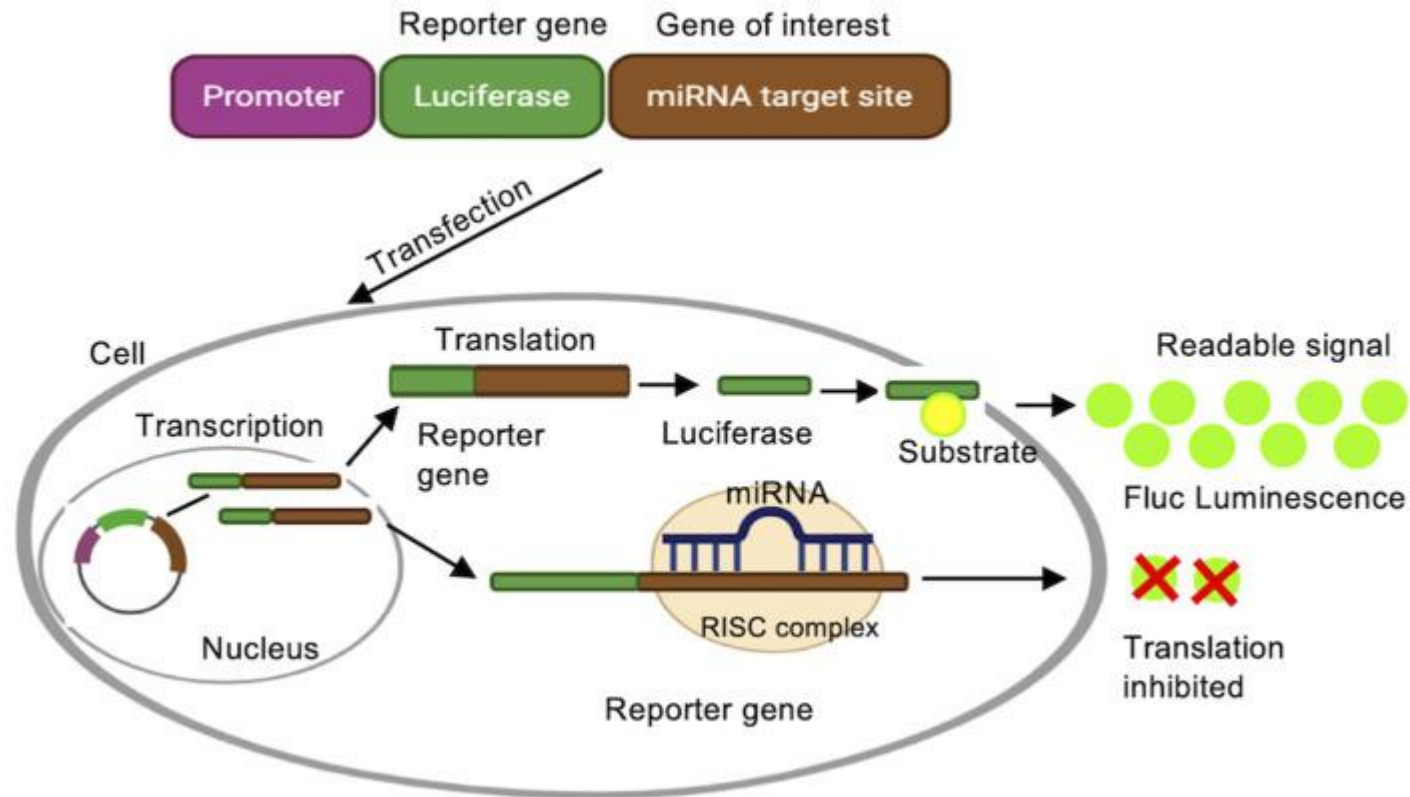 Reporter gene
Gene of interest
Promoter
Luciferase
miRNA target site
Transfection
Cell
Translation
Readable signal
Transcription
Reporter
gene
Luciferase
Substrate
Fluc Luminescence
miRNA
RISC complex
Nucleus
Translation
inhibited
Reporter gene